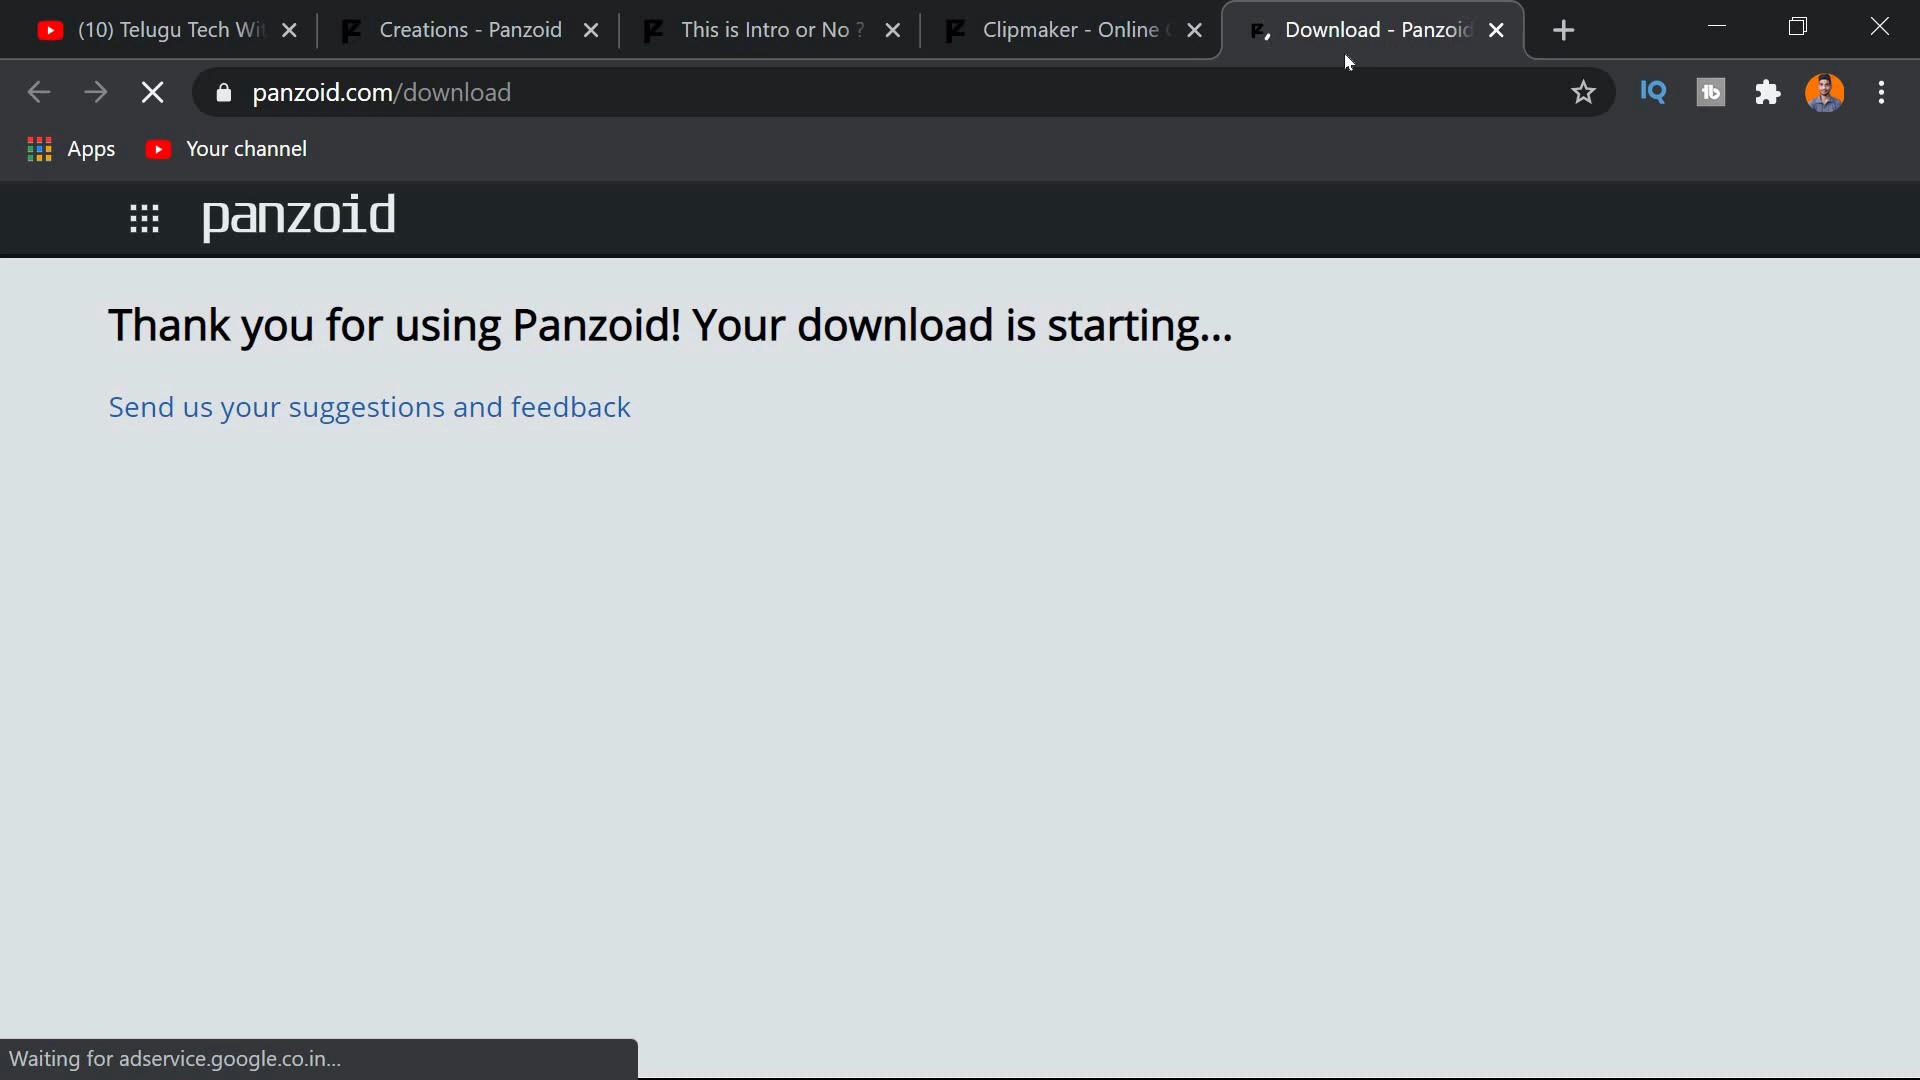 (10) Telugu Tech Wi
Creations - Panzoid
This is Intro or No ?
Clipmaker - Online
Download - Panzoid
panzoid.com/download
IQ
tb
Apps
Your channel
panzoid
Thank you for using Panzoid! Your download is starting...
Send us your suggestions and feedback
Waiting for adservice.google.co.in...